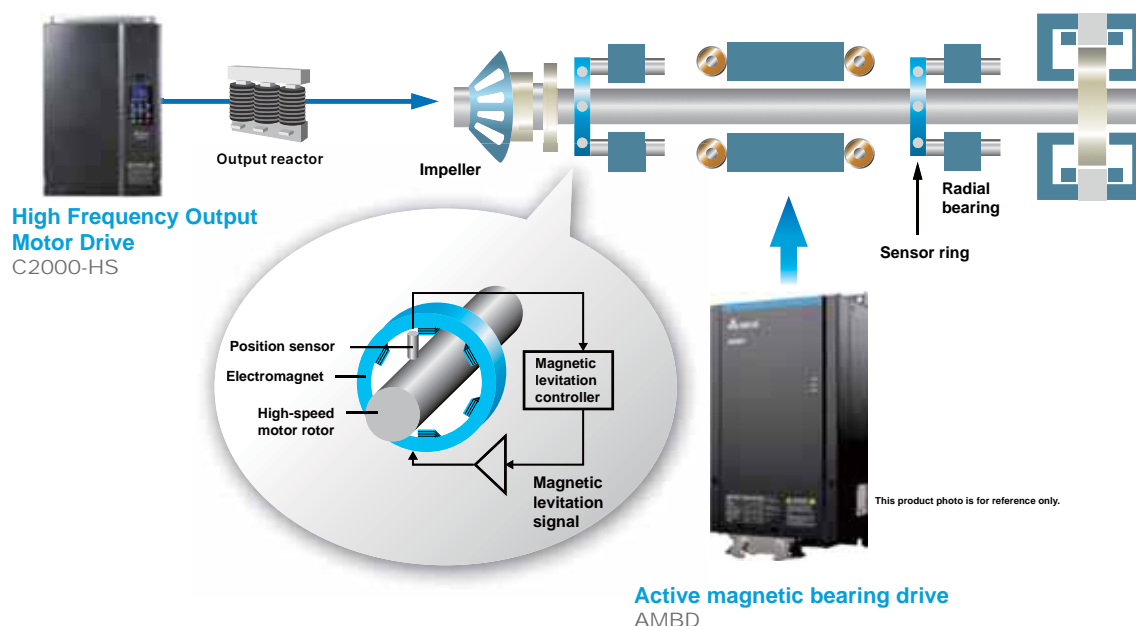 Output reactor
High Frequency Output
Motor Drive
C2000-HS
Impeller
Radial
bearing
Sensor ring
Position sensor
Electromagnet
High-speed
motor rotor
Magnetic
levitation
controller
Magnetic
levitation
signal
This product photo is for reference only.
Active magnetic bearing drive
AMBD